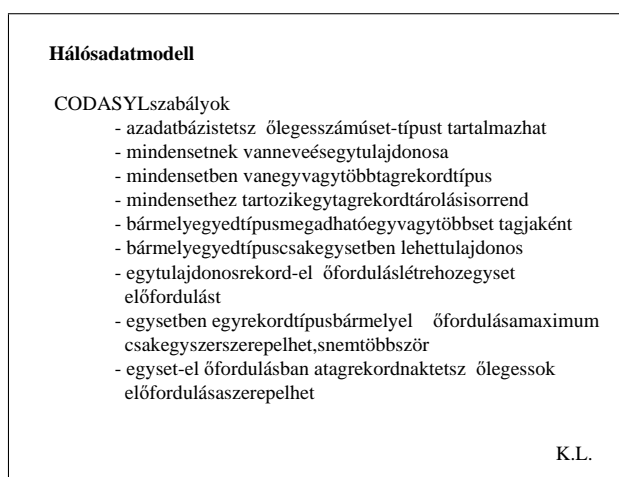 Hálósadatmodell
CODASYLszabályok
- azadatbázistetsz őlegesszámúset-típust tartalmazhat
- mindensetnek vanneveésegytulajdonosa
- mindensetben vanegyvagytöbbtagrekordtípus
- mindensethez tartozikegytagrekordtárolásisorrend
- bármelyegyedtípusmegadhatóegyvagytöbbset tagjaként
- bármelyegyedtípuscsakegysetben lehettulajdonos
- egytulajdonosrekord-el őforduláslétrehozegyset
előfordulást
- egysetben egyrekordtípusbármelyel őfordulásamaximum
csakegyszerszerepelhet,snemtöbbször
- egyset-el őfordulásban atagrekordnaktetsz őlegessok
előfordulásaszerepelhet
K.L.